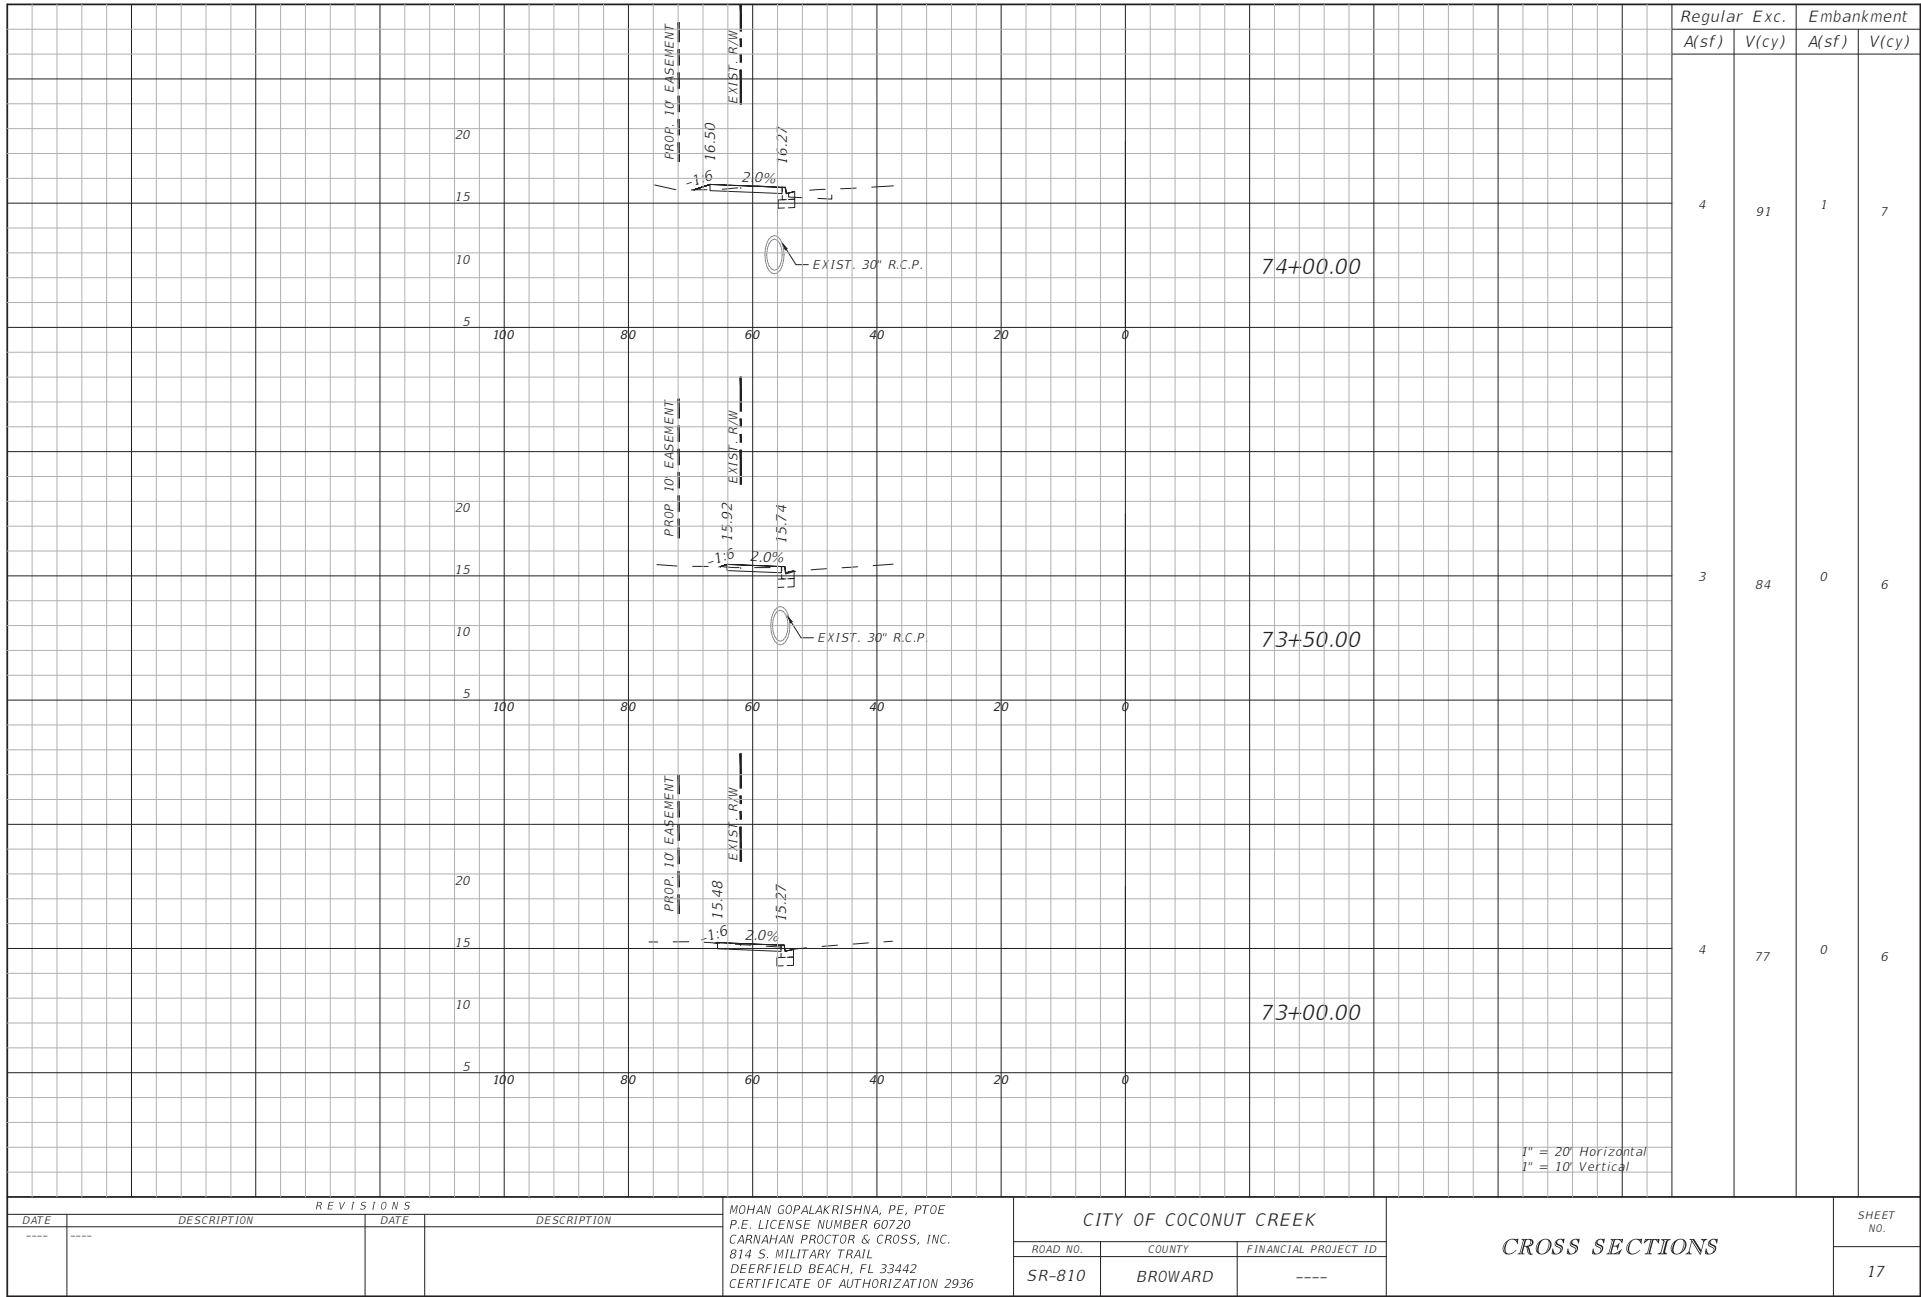 Regular Exc. Embankment
A(sf) V(cy) A(sf) V(cy)
PROP. 10' EASEMENT
EXIST. R/W
16.50
16.27
20
-1:6 2.0%
15
4 91 1 7
10
EXIST. 30" R.C.P.
74+00.00
5
100 80 60 40 20 0
PROP 10' EASEMENT
EXIST. R/W
15.92
15.74
20
-1:6 2.0%
15
3 84 0 6
10
EXIST. 30" R.C.P.
73+50.00
5
100 80 60 40 20 0
PROP. 10' EASEMENT
EXIST. R/W
15.48
15.27
20
-1:6 2.0%
15
4 77 0 6
10
73+00.00
5
100 80 60 40 20 0
1" = 20' Horizontal
1" = 10' Vertical
REVISIONS
DATE DESCRIPTION DATE DESCRIPTION
---- ----
MOHAN GOPALAKRISHNA, PE, PTOE
P.E. LICENSE NUMBER 60720
CARNAHAN PROCTOR & CROSS, INC.
814 S. MILITARY TRAIL
DEERFIELD BEACH, FL 33442
CERTIFICATE OF AUTHORIZATION 2936
CITY OF COCONUT CREEK
ROAD NO. COUNTY FINANCIAL PROJECT ID
SR-810 BROWARD ----
CROSS SECTIONS
SHEET
NO.
17